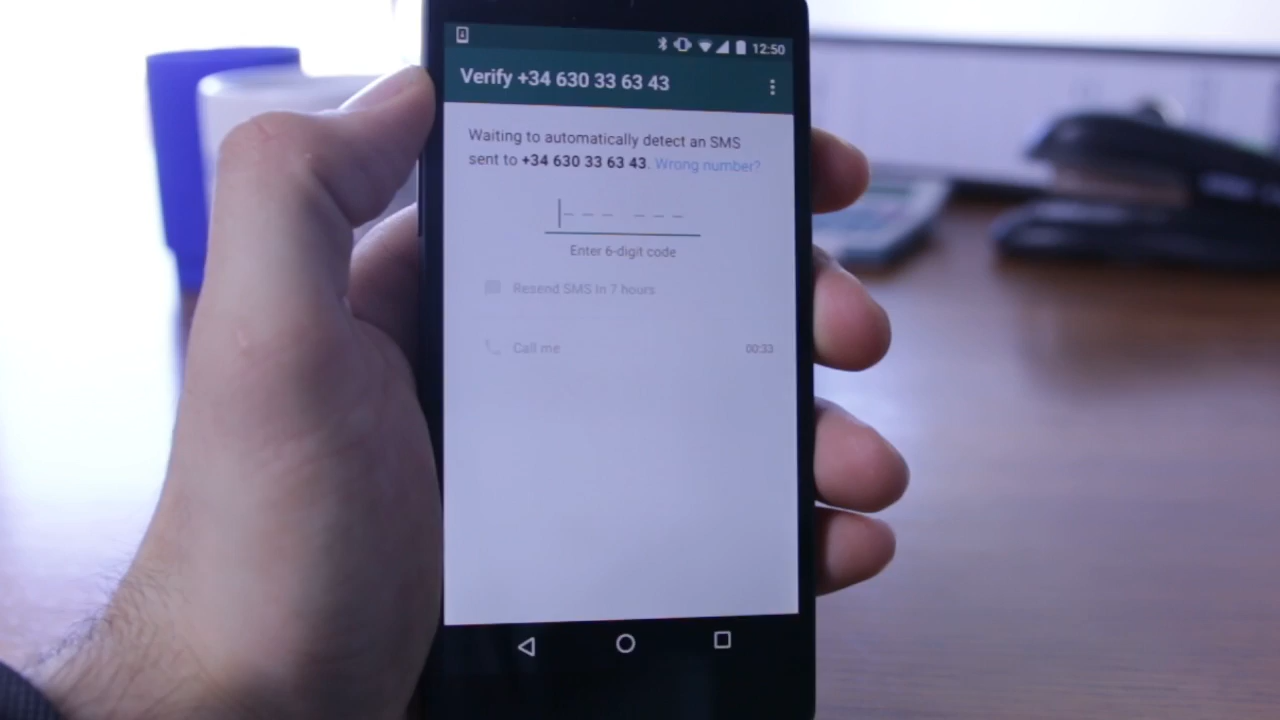 12:50
Verify +34 630 33 63 43
Waiting to automatically detect an SMS
sent to +34 630 33 63 43. Wrong number?
Enter 6-digit code
Resend SMS in 7 hours
Call me 00:33